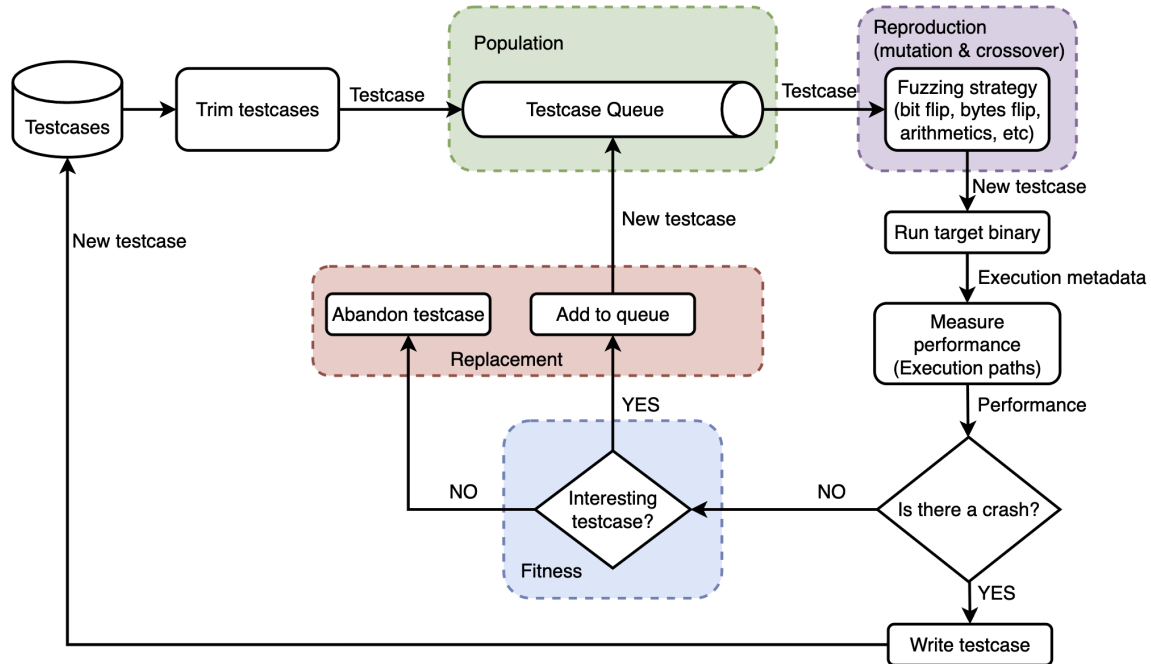 Population
Reproduction
(mutation & crossover)
Testcases
Trim testcases
Testcase
Testcase Queue
Testcase
Fuzzing strategy
(bit flip, bytes flip,
arithmetics, etc)
New testcase
New testcase
New testcase
Run target binary
Execution metadata
Abandon testcase
Add to queue
Replacement
Measure
performance
(Execution paths)
YES
Performance
NO
Interesting
testcase?
NO
Is there a crash?
Fitness
YES
Write testcase